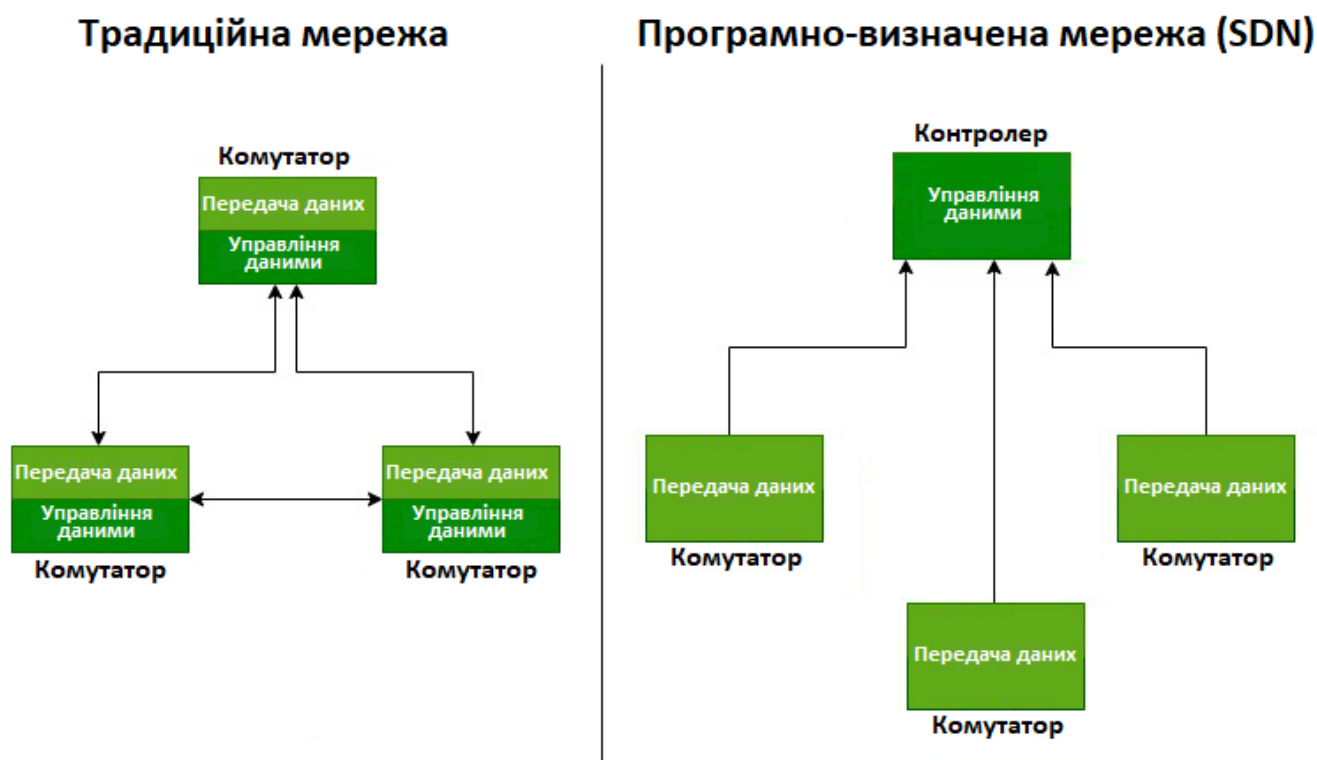 Традиційна мережа
Комутатор
Передача даних
Управління
даними
Передача даних
Управління
даними
Комутатор
Передача даних
Управління
даними
Комутатор
Програмно-визначена мережа (SDN)
Контролер
Управління
даними
Передача даних
Комутатор
Передача даних
Комутатор
Передача даних
Комутатор